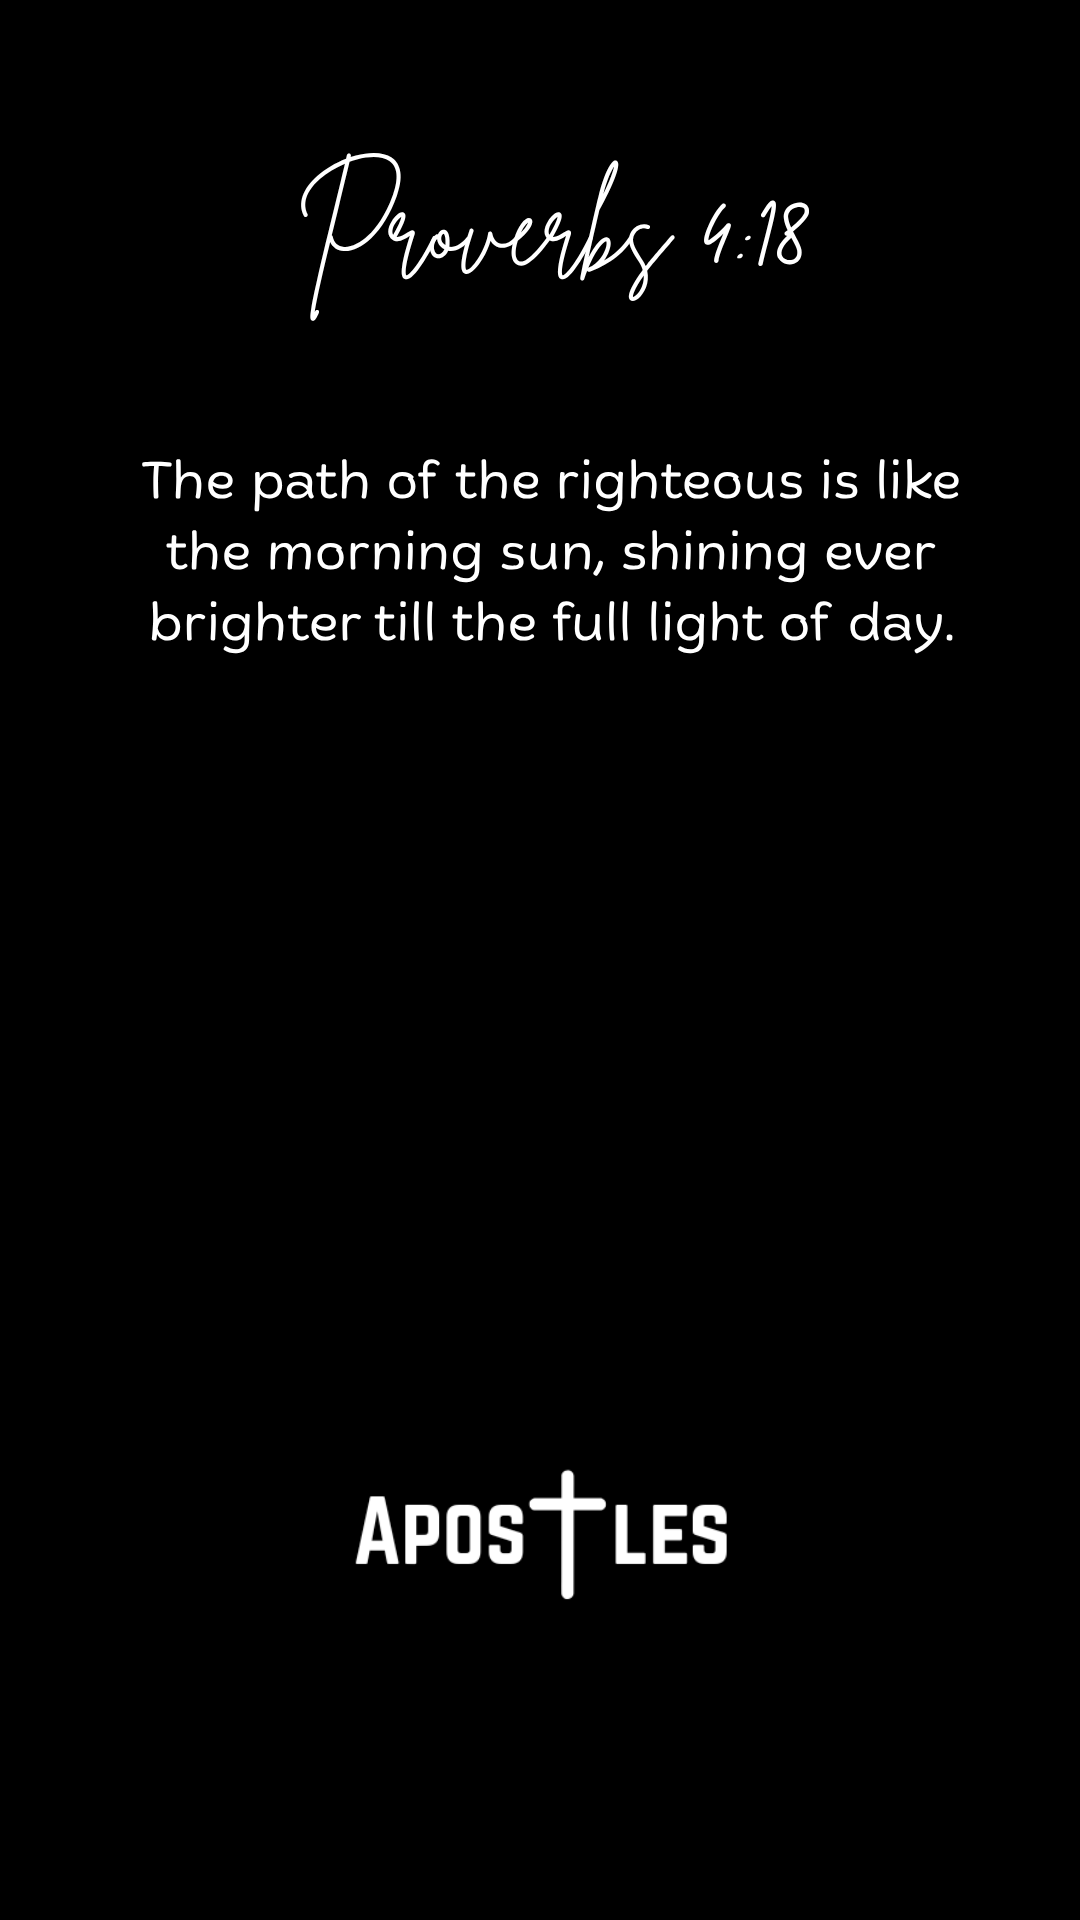 Proverbs 4:18
The path of the righteous is like
the morning sun, shining ever
brighter till the full light of day.
APOSTLES